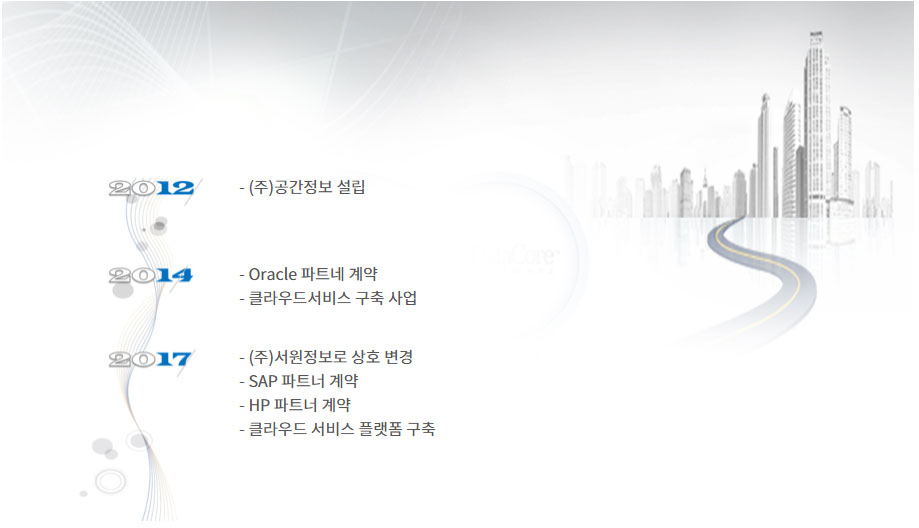 2012
- (주)공간정보 설립
2014
- Oracle 파트네 계약
- 클라우드서비스 구축 사업
2017
- (주)서원정보로 상호 변경
- SAP 파트너 계약
- HP 파트너 계약
- 클라우드 서비스 플랫폼 구축